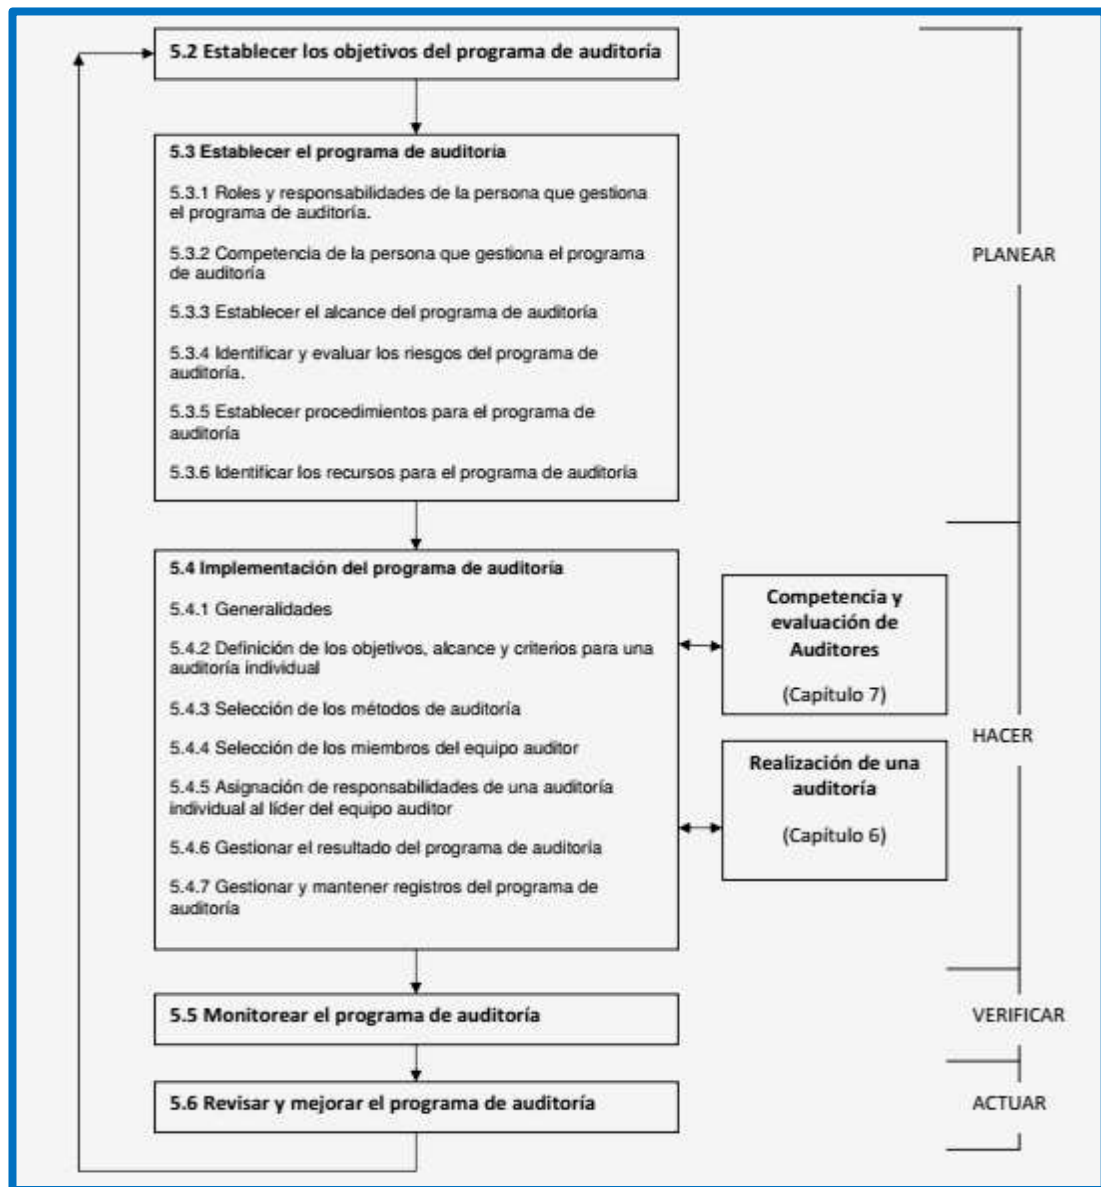 5.2 Establecer los objetivos del programa de auditoría
5.3 Establecer el programa de auditoría
5.3.1 Roles y responsabilidades de la persona que gestiona
el programa de auditoría.
5.3.2 Competencia de la persona que gestiona el programa
de auditoría
5.3.3 Establecer el alcance del programa de auditoría
5.3.4 Identificar y evaluar los riesgos del programa de
auditoría.
5.3.5 Establecer procedimientos para el programa de
auditoría
5.3.6 Identificar los recursos para el programa de auditoría
PLANEAR
5.4 Implementación del programa de auditoría
5.4.1 Generalidades
5.4.2 Definición de los objetivos, alcance y criterios para una
auditoría individual
5.4.3 Selección de los métodos de auditoría
5.4.4 Selección de los miembros del equipo auditor
5.4.5 Asignación de responsabilidades de una auditoría
individual al líder del equipo auditor
5.4.6 Gestionar el resultado del programa de auditoría
5.4.7 Gestionar y mantener registros del programa de
auditoría
Competencia y
evaluación de
Auditores
(Capítulo 7)
Realización de una
auditoría
(Capítulo 6)
HACER
5.5 Monitorear el programa de auditoría
VERIFICAR
5.6 Revisar y mejorar el programa de auditoría
ACTUAR